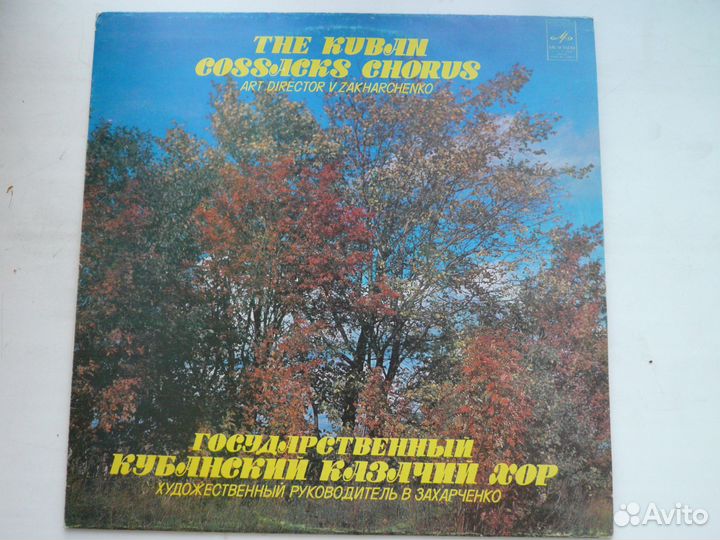 THE KUBAN
COSSACKS CHORUS
ART DIRECTOR V ZAKHARCHENKO
ГОСУДАРСТВЕННЫЙ
КУБАНСКИЙ КАЗАЧИЙ ХОР
ХУДОЖЕСТВЕННЫЙ РУКОВОДИТЕЛЬ В ЗАХАРЧЕНКО
Avito